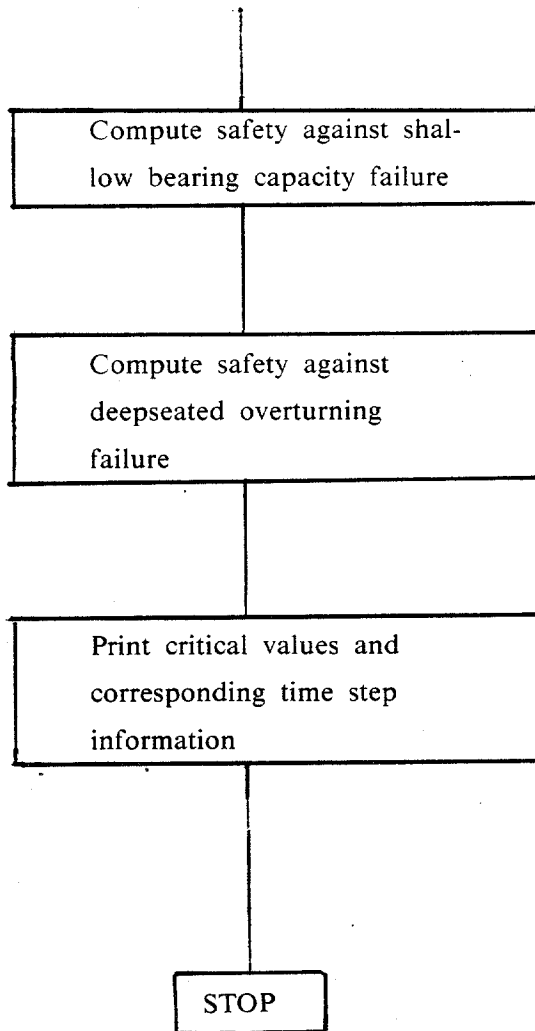 Compute safety against shal-
low bearing capacity failure
Compute safety against
deepseated overturning
failure
Print critical values and
corresponding time step
information
STOP